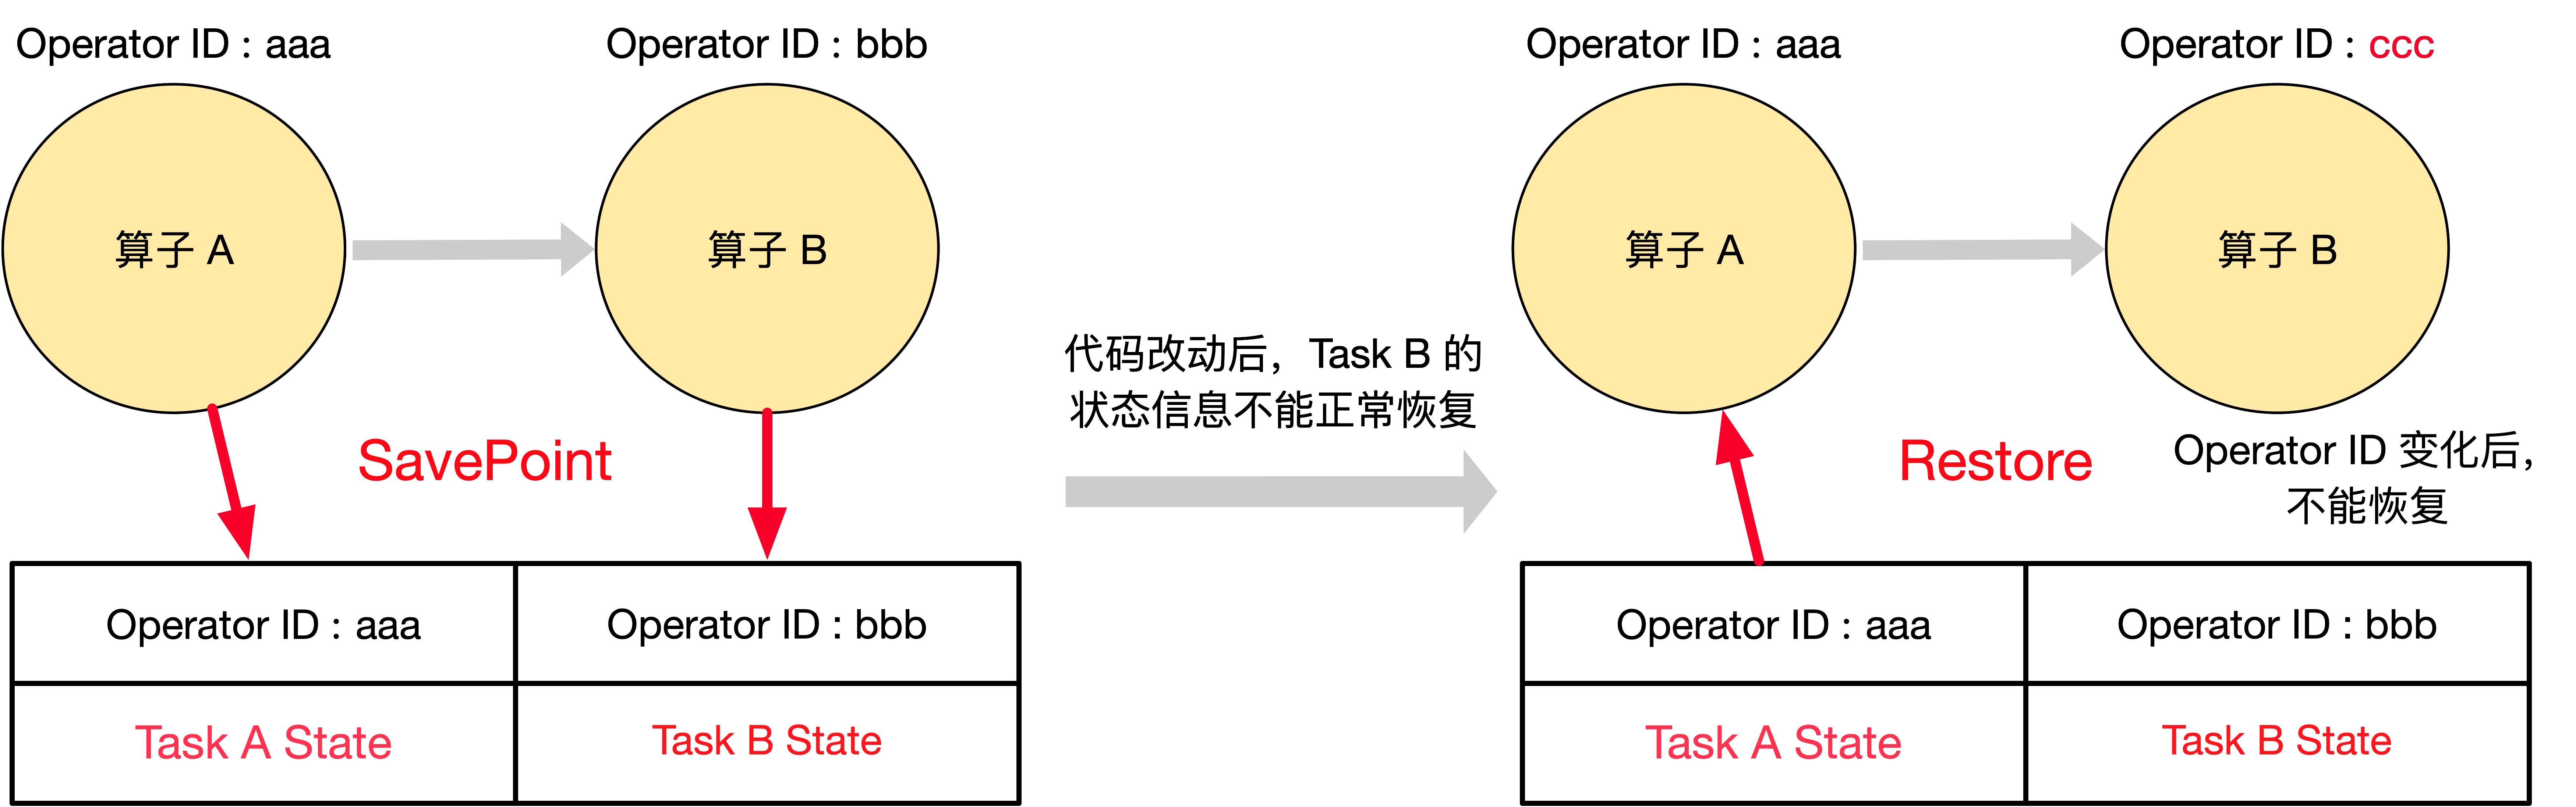 Operator ID : aaa
Operator ID : bbb
算子 A
算子 B
SavePoint
Operator ID : aaa
Operator ID : bbb
Task A State
Task B State
代码改动后，Task B 的
状态信息不能正常恢复
Operator ID : aaa
Operator ID : ccc
算子 A
算子 B
Restore
Operator ID 变化后，
不能恢复
Operator ID : aaa
Operator ID : bbb
Task A State
Task B State